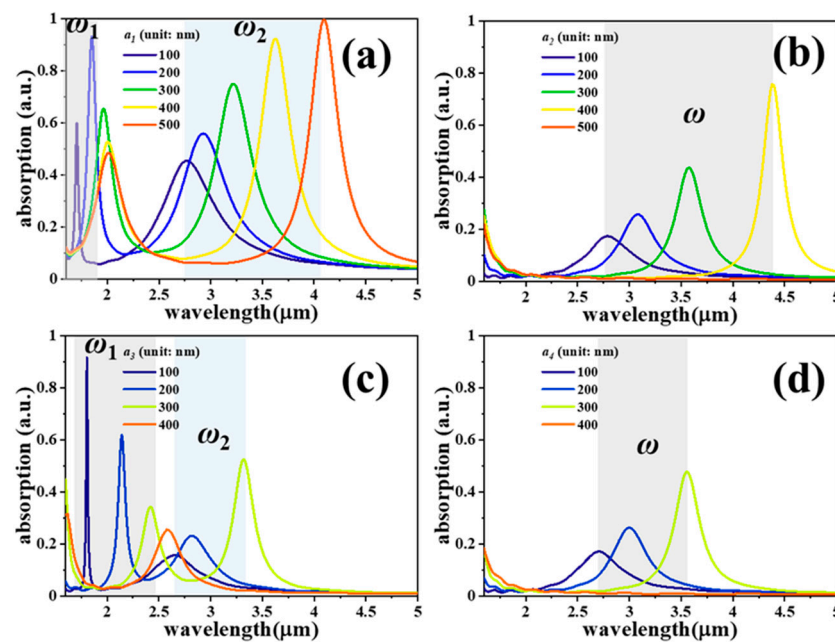 ω1 a1 (unit: nm) ω2 (a)
100
200
300
400
500
absorption (a.u.)
0 0.2 0.4 0.6 0.8 1
2 2.5 3 3.5 4 4.5 5
wavelength(μm)
a2 (unit: nm) (b)
100
200
300
400
500
ω
absorption (a.u.)
0 0.2 0.4 0.6 0.8 1
2 2.5 3 3.5 4 4.5 5
wavelength(μm)
ω1 a3 (unit: nm) (c)
100
200
300
400
ω2
absorption (a.u.)
0 0.2 0.4 0.6 0.8 1
2 2.5 3 3.5 4 4.5 5
wavelength(μm)
a4 (unit: nm) (d)
100
200
300
400
ω
absorption (a.u.)
0 0.2 0.4 0.6 0.8 1
2 2.5 3 3.5 4 4.5 5
wavelength(μm)